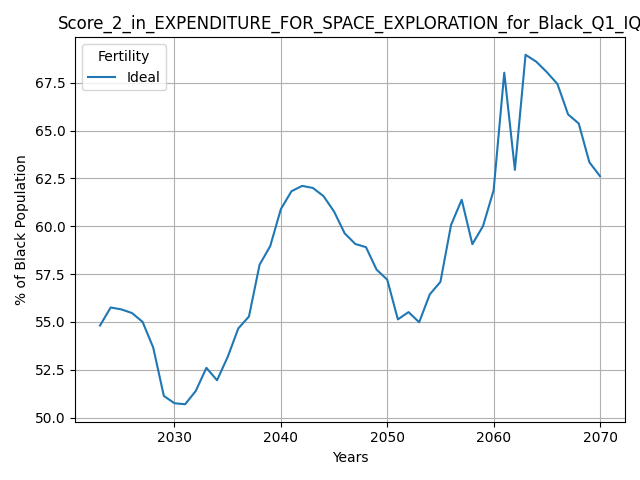 Score_2_in_EXPENDITURE_FOR_SPACE_EXPLORATION_for_Black_Q1_IQ
Fertility
Ideal
67.5
65.0
62.5
60.0
57.5
55.0
52.5
50.0
% of Black Population
2030 2040 2050 2060 2070
Years